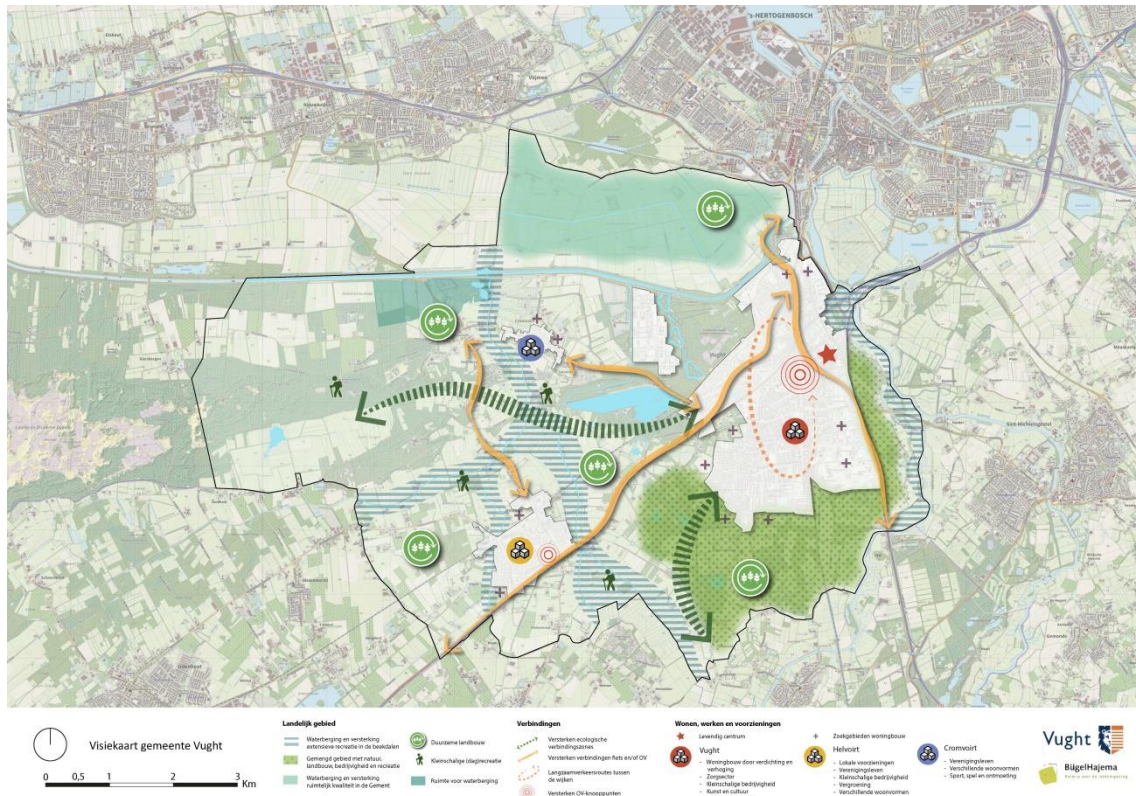 's-HERTOGENBOSCH
Vlijmen
Vught
Visiekaart gemeente Vught
0 0,5 1 2 3
Km
Landelijk gebied
Waterberging en versterking
extensieve recreatie in de beekdalen
Gemengd gebied met natuur,
landbouw, bedrijvigheid en recreatie
Waterberging en versterking
ruimtelijk kwaliteit in de Gement
Duurzame landbouw
Kleinschalige (dag)recreatie
Ruimte voor waterberging
Verbindingen
Versterken ecologische
verbindingszones
Versterken verbindingen fiets en/of OV
Langzaamverkeersroutes tussen
de wijken
Versterken OV-knooppunten
Wonen, werken en voorzieningen
Levendig centrum
Vught
- Woningbouw door verdichting en
verhoging
- Zorgsector
- Kleinschalige bedrijvigheid
- Kunst en cultuur
Zoekgebieden woningbouw
Helvoirt
- Lokale voorzieningen
- Verenigingsleven
- Kleinschalige bedrijvigheid
- Vergroening
- Verschillende woonvormen
Cromvoirt
- Verenigingsleven
- Verschillende woonvormen
- Sport, spel en ontmoeting
Vught
BügelHajema